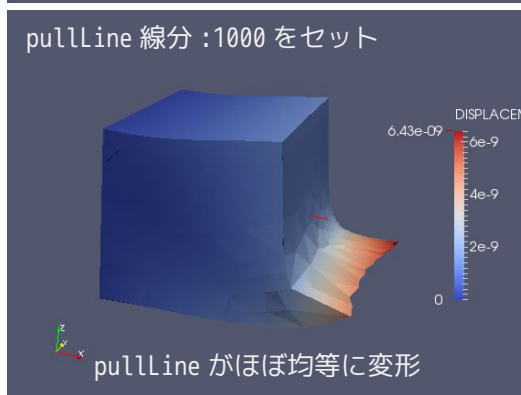 pullLine 線分 :1000 をセット
DISPLACEM
6.43e-09
6e-9
4e-9
2e-9
0
Z
Y
X
pullLine がほぼ均等に変形